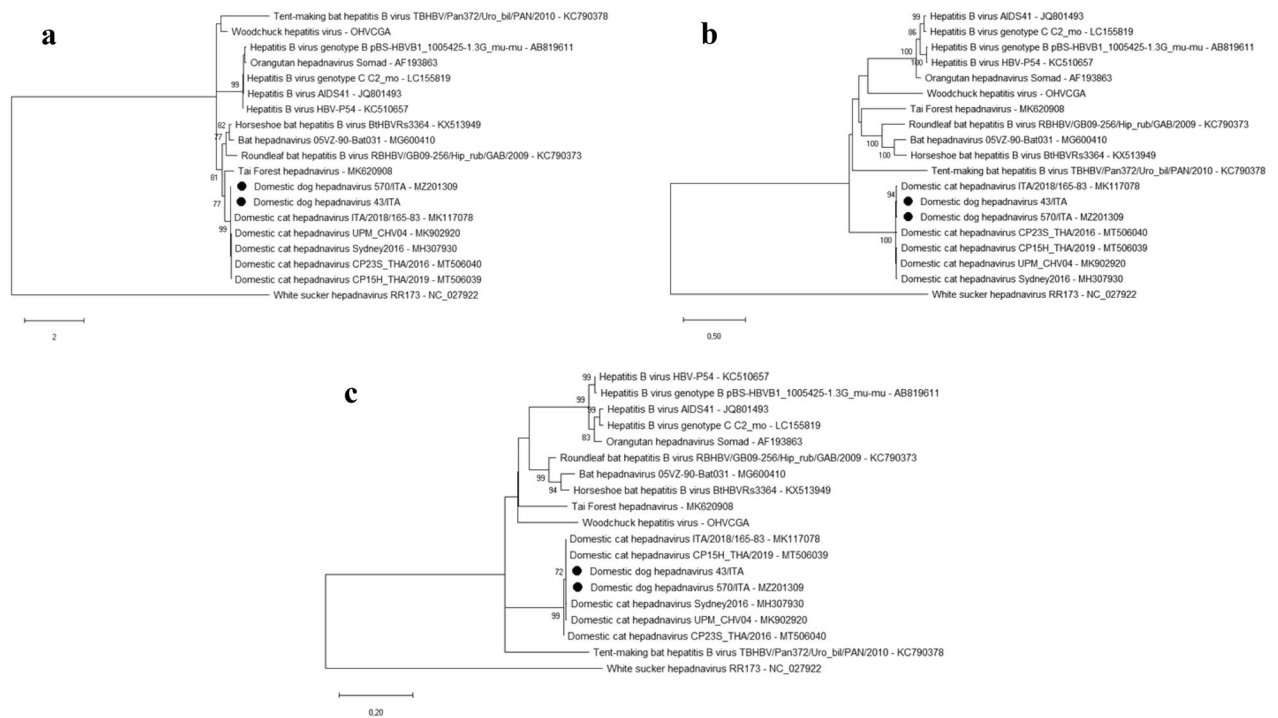 a
Tent-making bat hepatitis B virus TBHBV/Pan372/Uro_bil/PAN/2010 - KC790378
Woodchuck hepatitis virus - OHVCGA
Hepatitis B virus genotype B pBS-HBVB1_1005425-1.3G_mu-mu - AB819611
Orangutan hepadnavirus Somad - AF193863
99
Hepatitis B virus genotype C C2_mo - LC155819
Hepatitis B virus AIDS41 - JQ801493
Hepatitis B virus HBV-P54 - KC510657
82
Horseshoe bat hepatitis B virus BtHBVRs3364 - KX513949
77
Bat hepadnavirus 05VZ-90-Bat031 - MG600410
Roundleaf bat hepatitis B virus RBHBV/GB09-256/Hip_rub/GAB/2009 - KC790373
81
Tai Forest hepadnavirus - MK620908
Domestic dog hepadnavirus 570/ITA - MZ201309
77
Domestic dog hepadnavirus 43/ITA
Domestic cat hepadnavirus ITA/2018/165-83 - MK117078
99
Domestic cat hepadnavirus UPM_CHV04 - MK902920
Domestic cat hepadnavirus Sydney2016 - MH307930
Domestic cat hepadnavirus CP23S_THA/2016 - MT506040
Domestic cat hepadnavirus CP15H_THA/2019 - MT506039
White sucker hepadnavirus RR173 - NC_027922
2
b
99
Hepatitis B virus AIDS41 - JQ801493
86
Hepatitis B virus genotype C C2_mo - LC155819
100
Hepatitis B virus genotype B pBS-HBVB1_1005425-1.3G_mu-mu - AB819611
100
Hepatitis B virus HBV-P54 - KC510657
Orangutan hepadnavirus Somad - AF193863
Woodchuck hepatitis virus - OHVCGA
Tai Forest hepadnavirus - MK620908
Roundleaf bat hepatitis B virus RBHBV/GB09-256/Hip_rub/GAB/2009 - KC790373
100
Bat hepadnavirus 05VZ-90-Bat031 - MG600410
100
Horseshoe bat hepatitis B virus BtHBVRs3364 - KX513949
Tent-making bat hepatitis B virus TBHBV/Pan372/Uro_bil/PAN/2010 - KC790378
Domestic cat hepadnavirus ITA/2018/165-83 - MK117078
94
Domestic dog hepadnavirus 43/ITA
Domestic dog hepadnavirus 570/ITA - MZ201309
100
Domestic cat hepadnavirus CP23S_THA/2016 - MT506040
Domestic cat hepadnavirus CP15H_THA/2019 - MT506039
Domestic cat hepadnavirus UPM_CHV04 - MK902920
Domestic cat hepadnavirus Sydney2016 - MH307930
White sucker hepadnavirus RR173 - NC_027922
0,50
c
99
Hepatitis B virus HBV-P54 - KC510657
Hepatitis B virus genotype B pBS-HBVB1_1005425-1.3G_mu-mu - AB819611
99
Hepatitis B virus AIDS41 - JQ801493
99
Hepatitis B virus genotype C C2_mo - LC155819
83
Orangutan hepadnavirus Somad - AF193863
Roundleaf bat hepatitis B virus RBHBV/GB09-256/Hip_rub/GAB/2009 - KC790373
99
Bat hepadnavirus 05VZ-90-Bat031 - MG600410
94
Horseshoe bat hepatitis B virus BtHBVRs3364 - KX513949
Tai Forest hepadnavirus - MK620908
Woodchuck hepatitis virus - OHVCGA
Domestic cat hepadnavirus ITA/2018/165-83 - MK117078
Domestic cat hepadnavirus CP15H_THA/2019 - MT506039
72
Domestic dog hepadnavirus 43/ITA
Domestic dog hepadnavirus 570/ITA - MZ201309
Domestic cat hepadnavirus Sydney2016 - MH307930
99
Domestic cat hepadnavirus UPM_CHV04 - MK902920
Domestic cat hepadnavirus CP23S_THA/2016 - MT506040
Tent-making bat hepatitis B virus TBHBV/Pan372/Uro_bil/PAN/2010 - KC790378
White sucker hepadnavirus RR173 - NC_027922
0,20